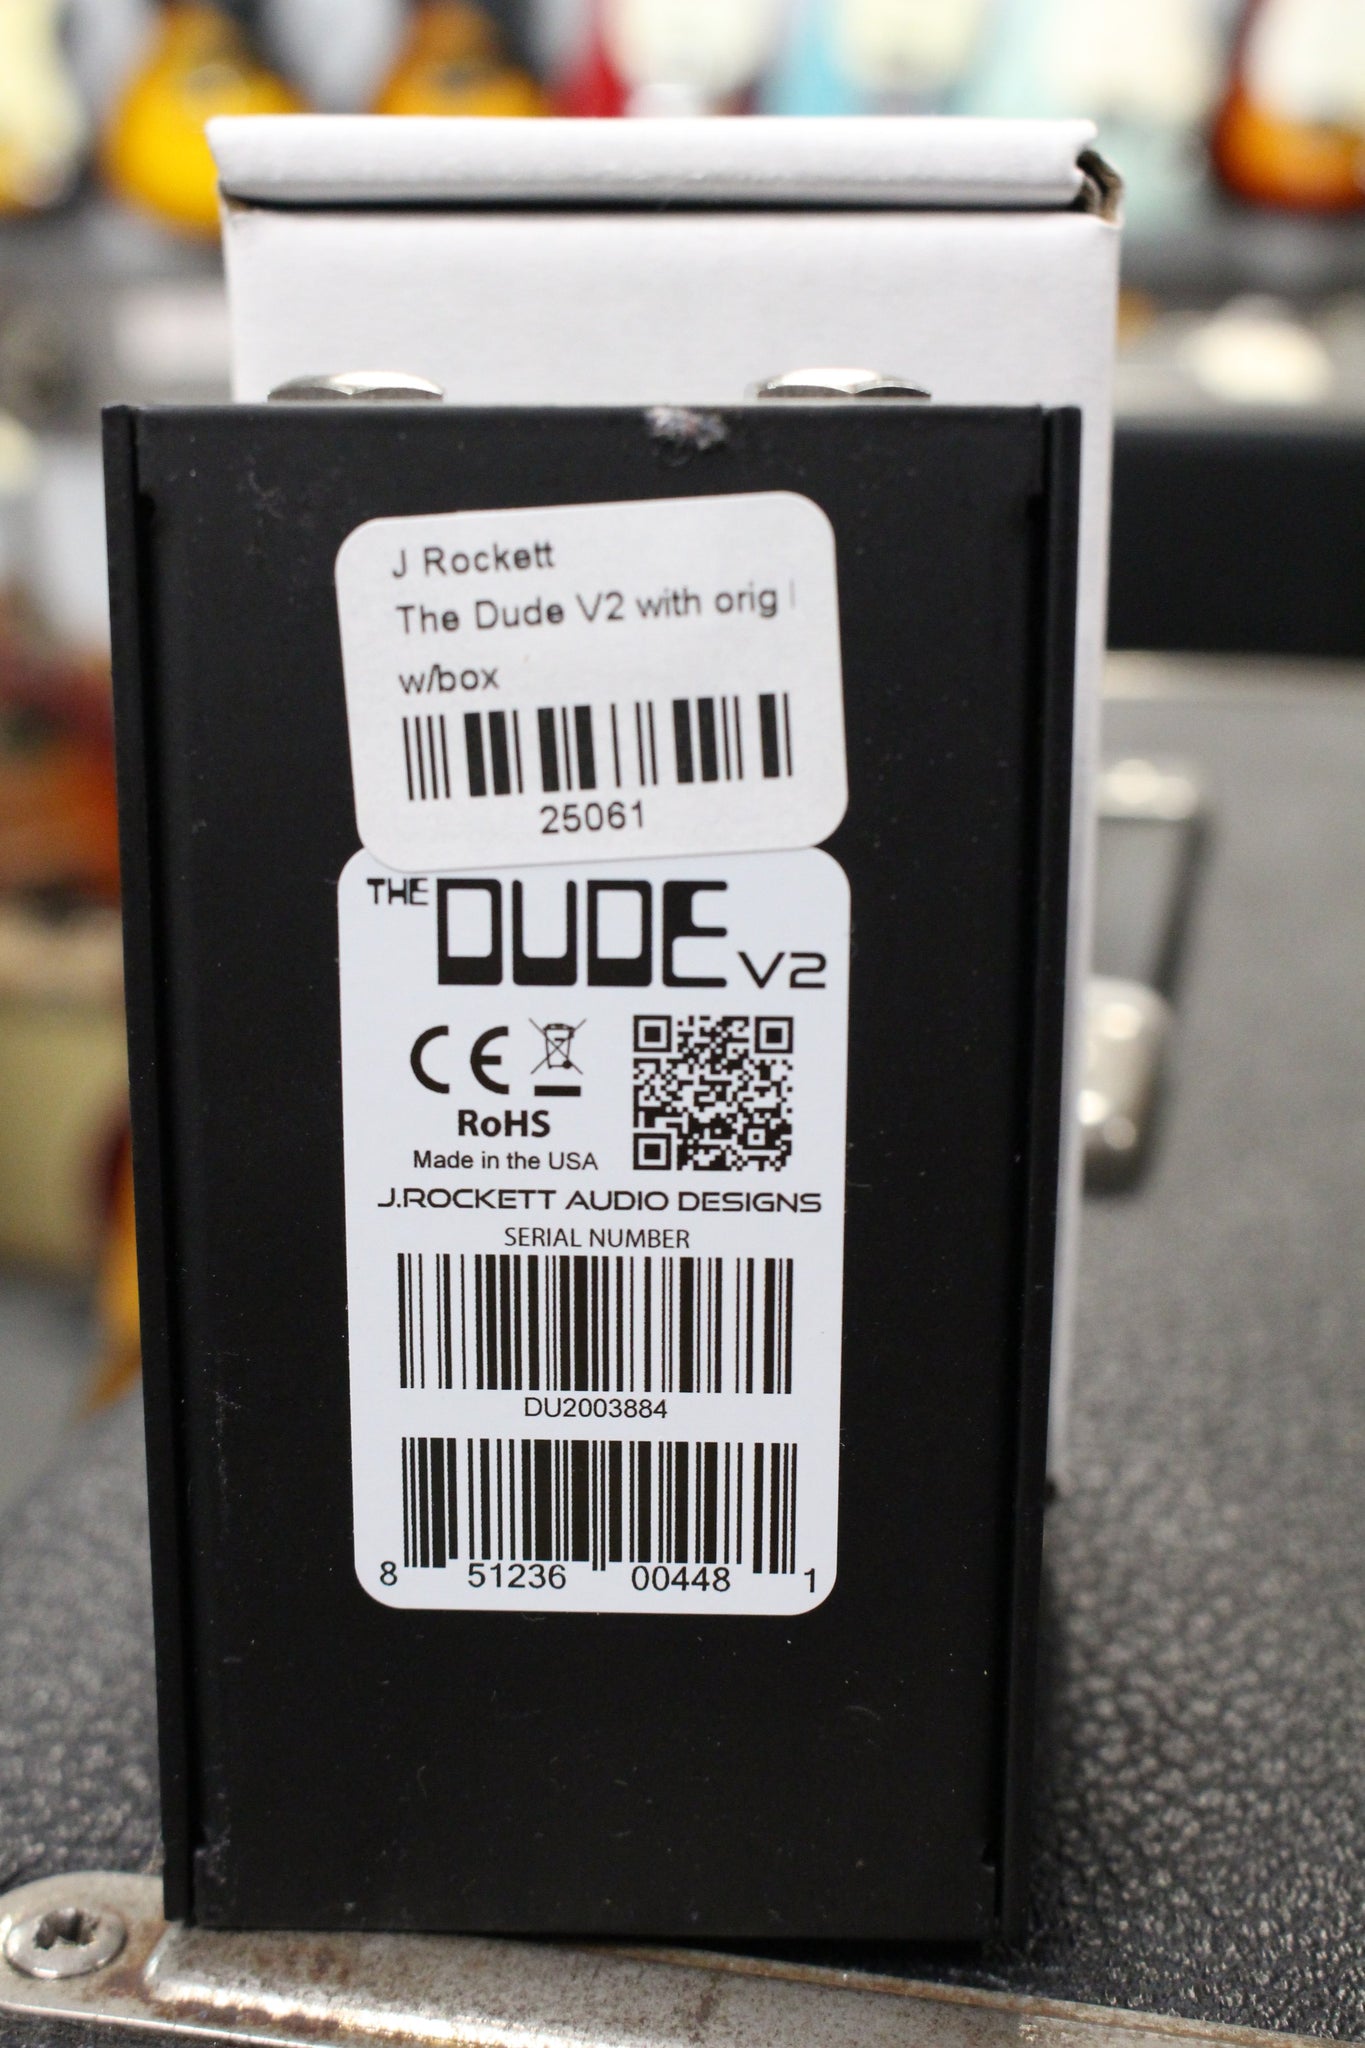 J Rockett
The Dude V2 with orig
w/box
25061
THE DUDE V2
CE
RoHS
Made in the USA
J.ROCKETT AUDIO DESIGNS
SERIAL NUMBER
DU2003884
8 51236 00448 1